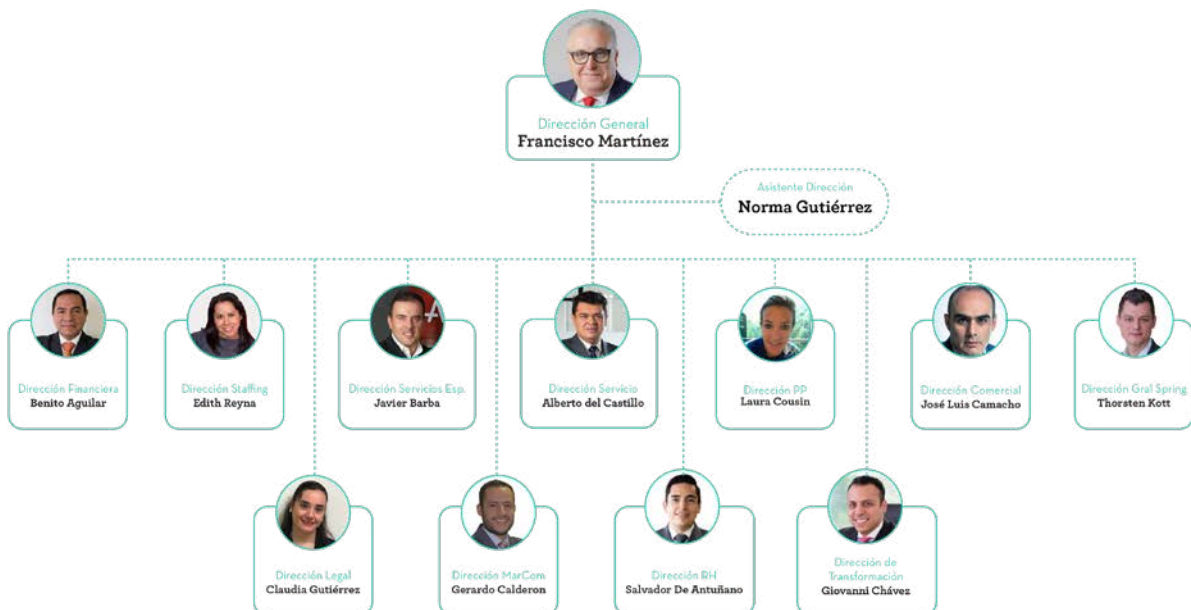 Dirección General
Francisco Martínez
Asistente Dirección
Norma Gutiérrez
Dirección Financiera
Benito Aguilar
Dirección Staffing
Edith Reyna
Dirección Servicios Esp.
Javier Barba
Dirección Servicio
Alberto del Castillo
Dirección PP
Laura Cousin
Dirección Comercial
José Luis Camacho
Dirección Gral Spring
Thorsten Kott
Dirección Legal
Claudia Gutiérrez
Dirección MarCom
Gerardo Calderon
Dirección RH
Salvador De Antuñano
Dirección de
Transformación
Giovanni Chávez